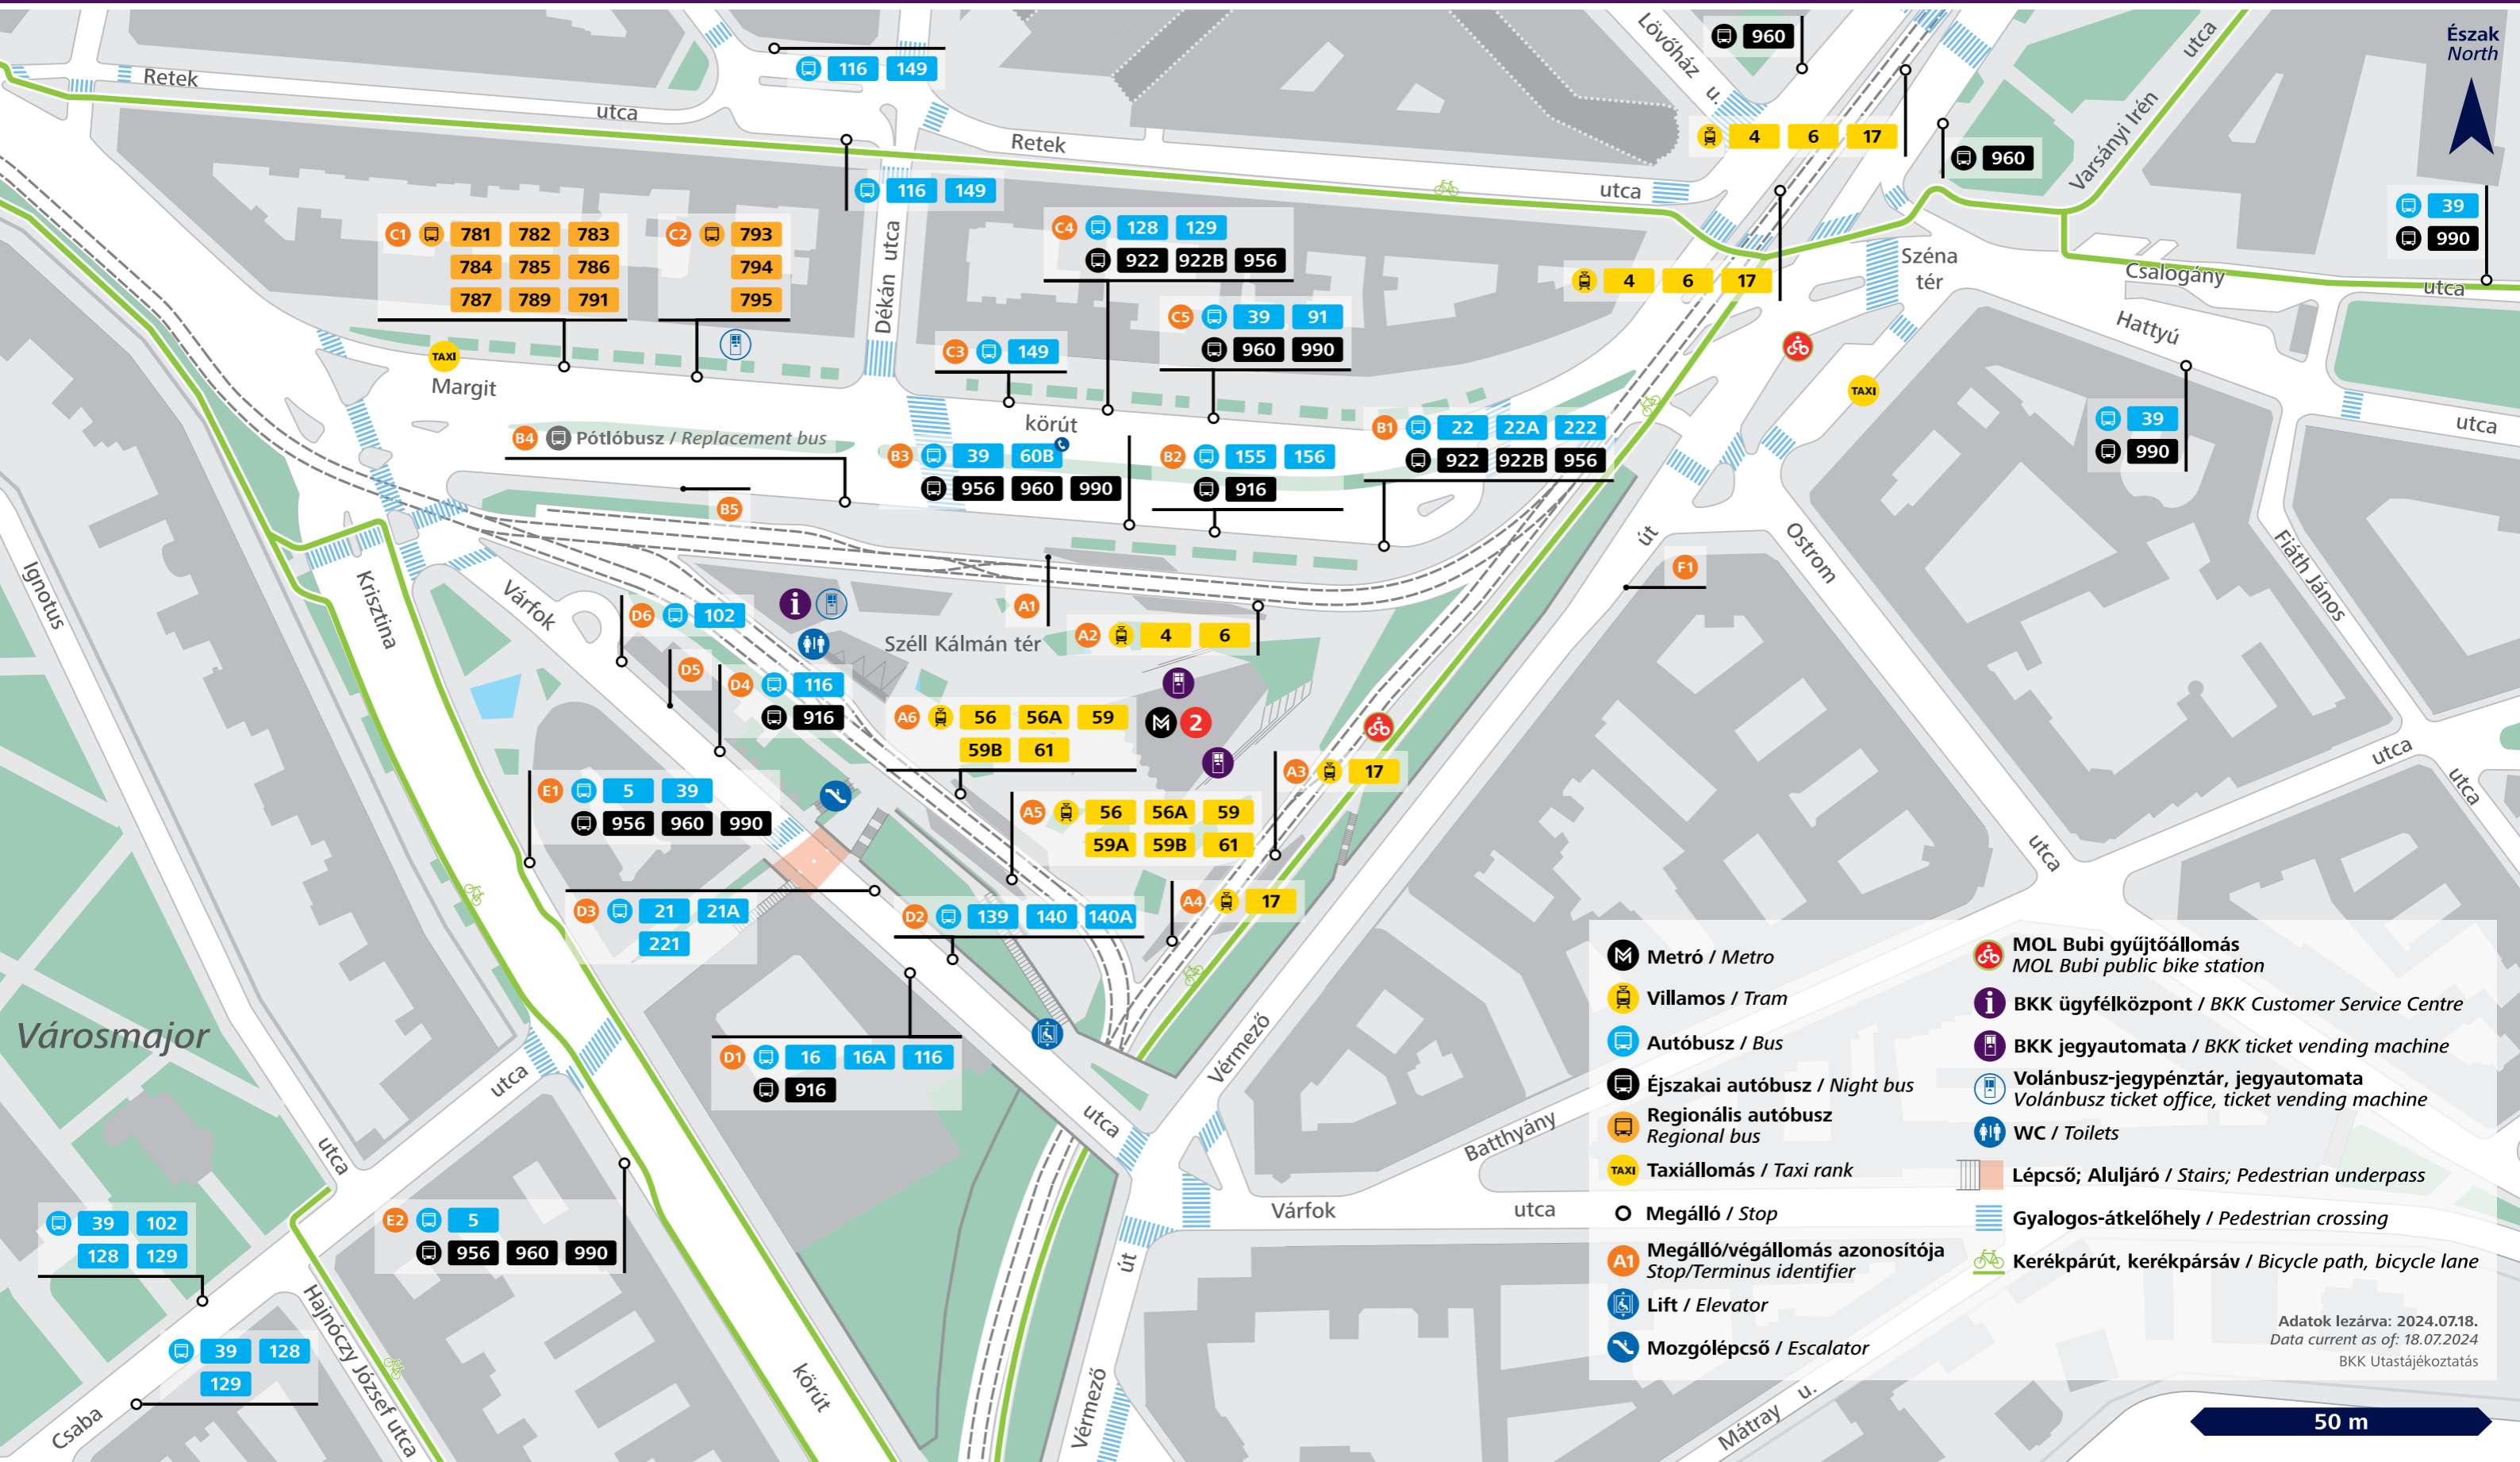 Észak
North
960
116 149
Retek
utca
Lövőház
u.
utca
Retek
utca
4 6 17
960
Varsányi Irén
utca
116 149
39
990
C1 781 782 783
784 785 786
787 789 791
C2 793
794
795
Dékán utca
C4 128 129
922 922B 956
4 6 17
Széna
tér
Csalogány
utca
C5 39 91
960 990
C3 149
TAXI
Margit
körút
Hattyú
utca
TAXI
39
990
B4 Pótlóbusz / Replacement bus
B3 39 60B
956 960 990
B2 155 156
916
B1 22 22A 222
922 922B 956
B5
út
Ostrom
utca
Fiáth János
utca
utca
F1
Ignotus
utca
Krisztina
Várfok
D6 102
i
A1
Széll Kálmán tér
A2 4 6
D5
D4 116
916
A6 56 56A 59
59B 61
M 2
A3 17
E1 5 39
956 960 990
A5 56 56A 59
59A 59B 61
D3 21 21A
221
D2 139 140 140A
A4 17
D1 16 16A 116
916
Városmajor
utca
utca
Vérmező
Batthyány
Várfok
utca
út
39 102
128 129
E2 5
956 960 990
39 128
129
Csaba
Hajnóczy József utca
körút
Vérmező
Mátray
u.
M Metró / Metro
Villamos / Tram
Autóbusz / Bus
Éjszakai autóbusz / Night bus
Regionális autóbusz
Regional bus
TAXI Taxiállomás / Taxi rank
Megálló / Stop
A1 Megálló/végállomás azonosítója
Stop/Terminus identifier
Lift / Elevator
Mozgólépcső / Escalator
MOL Bubi gyűjtőállomás
MOL Bubi public bike station
i BKK ügyfélközpont / BKK Customer Service Centre
BKK jegyautomata / BKK ticket vending machine
Volánbusz-jegypénztár, jegyautomata
Volánbusz ticket office, ticket vending machine
WC / Toilets
Lépcső; Aluljáró / Stairs; Pedestrian underpass
Gyalogos-átkelőhely / Pedestrian crossing
Kerékpárút, kerékpársáv / Bicycle path, bicycle lane
Adatok lezárva: 2024.07.18.
Data current as of: 18.07.2024
BKK Utastájékoztatás
50 m